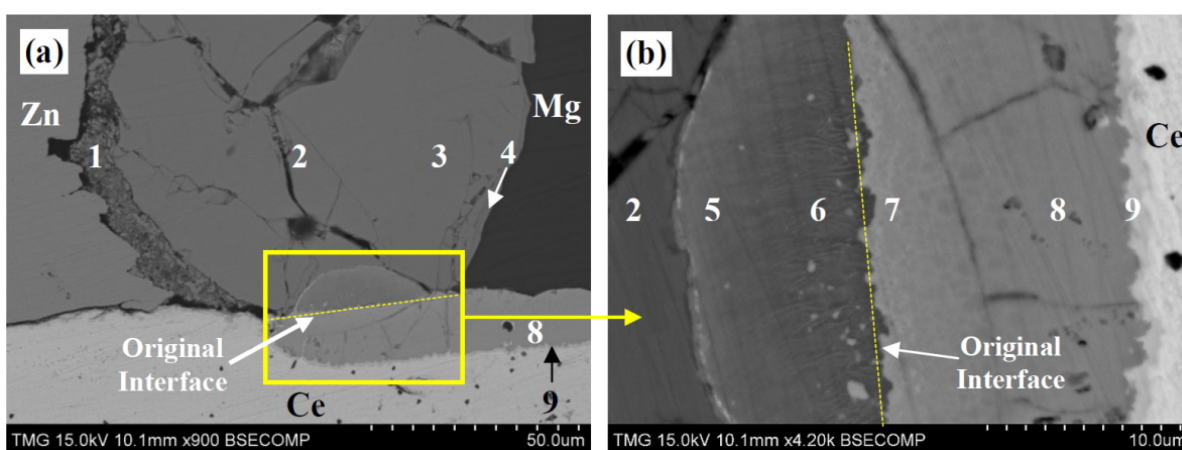 (a)
Zn
Mg
1
2
3
4
Original
Interface
8
Ce
9
TMG 15.0kV 10.1mm x900 BSECOMP 50.0um
(b)
Ce
2
5
6
7
8
9
Original
Interface
TMG 15.0kV 10.1mm x4.20k BSECOMP 10.0um